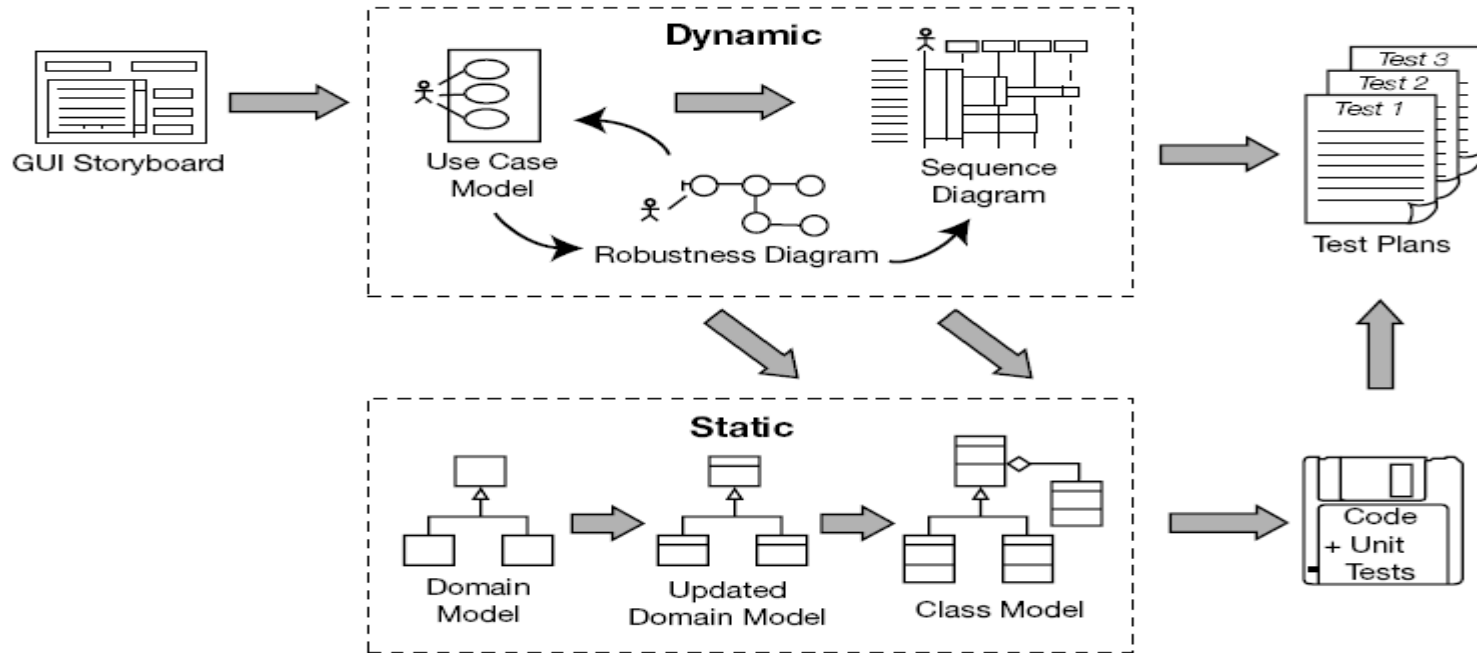 Dynamic
GUI Storyboard
Use Case
Model
Sequence
Diagram
Robustness Diagram
Test 3
Test 2
Test 1
Test Plans
Static
Domain
Model
Updated
Domain Model
Class Model
Code
+ Unit
Tests